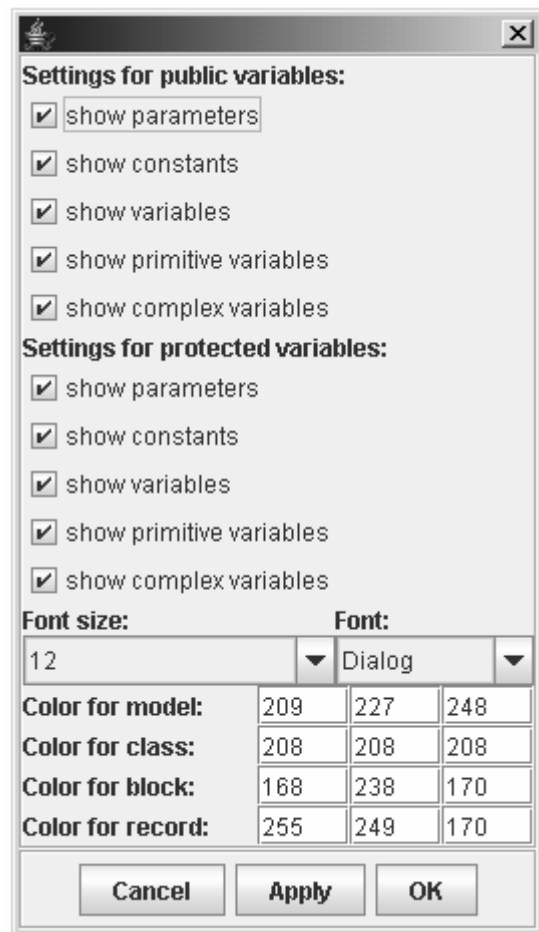 Settings for public variables:
show parameters
show constants
show variables
show primitive variables
show complex variables
Settings for protected variables:
show parameters
show constants
show variables
show primitive variables
show complex variables
Font size: Font:
12 Dialog
Color for model: 209 227 248
Color for class: 208 208 208
Color for block: 168 238 170
Color for record: 255 249 170
Cancel Apply OK